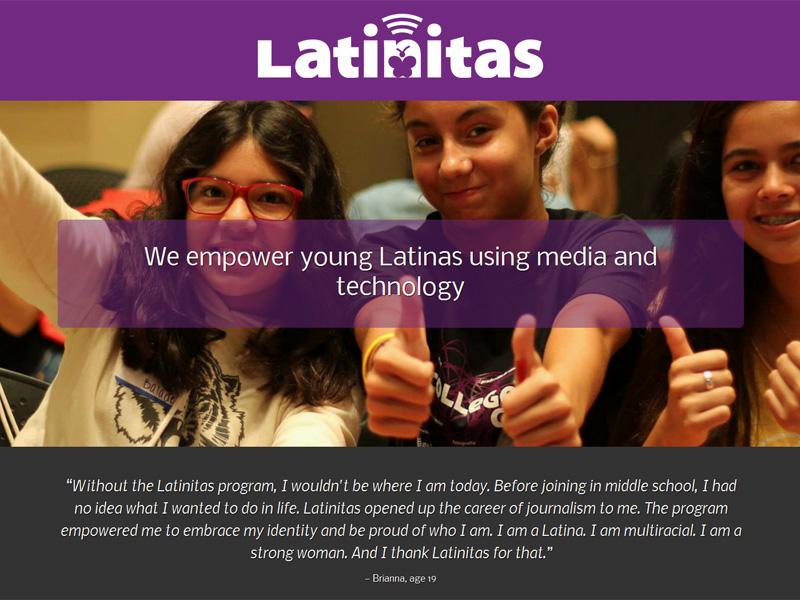 Latinitas
We empower young Latinas using media and
technology
COLLEGE
“Without the Latinitas program, I wouldn't be where I am today. Before joining in middle school, I had
no idea what I wanted to do in life. Latinitas opened up the career of journalism to me. The program
empowered me to embrace my identity and be proud of who I am. I am a Latina. I am multiracial. I am a
strong woman. And I thank Latinitas for that.”
– Brianna, age 19